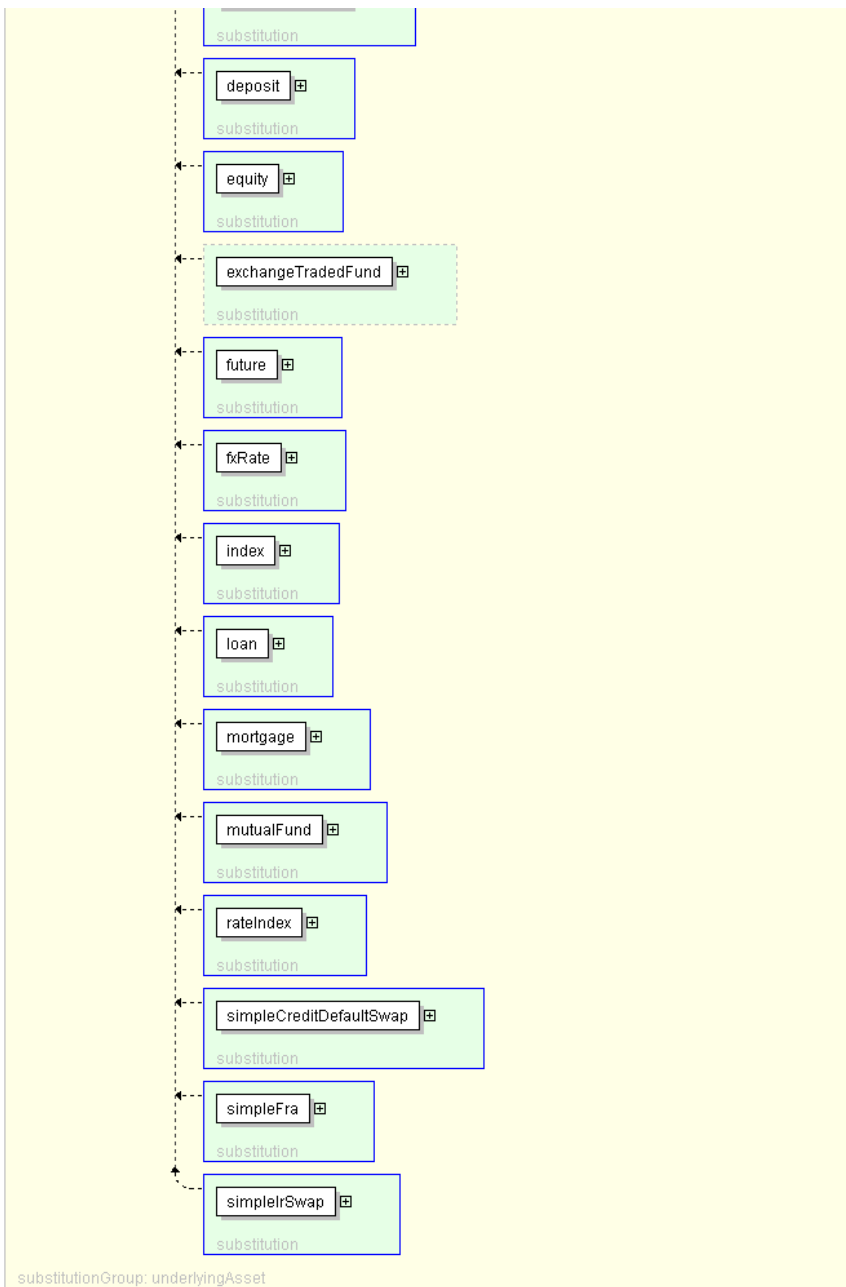 substitution
deposit
substitution
equity
substitution
exchangeTradedFund
substitution
future
substitution
fxRate
substitution
index
substitution
loan
substitution
mortgage
substitution
mutualFund
substitution
rateIndex
substitution
simpleCreditDefaultSwap
substitution
simpleFra
substitution
simpleIrSwap
substitution
substitutionGroup: underlyingAsset